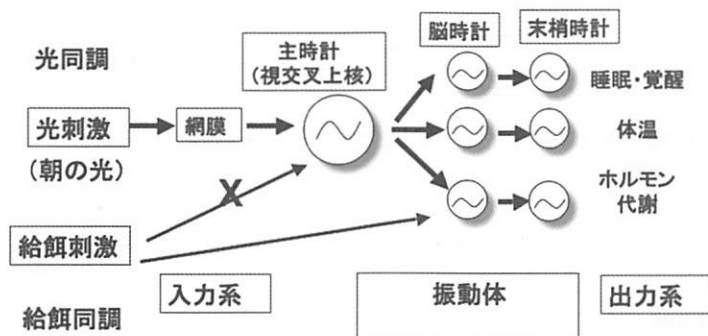 光同調
主時計
(視交叉上核)
脳時計
末梢時計
光刺激
網膜
(朝の光)
睡眠・覚醒
体温
ホルモン
代謝
X
給餌刺激
給餌同調
入力系
振動体
出力系